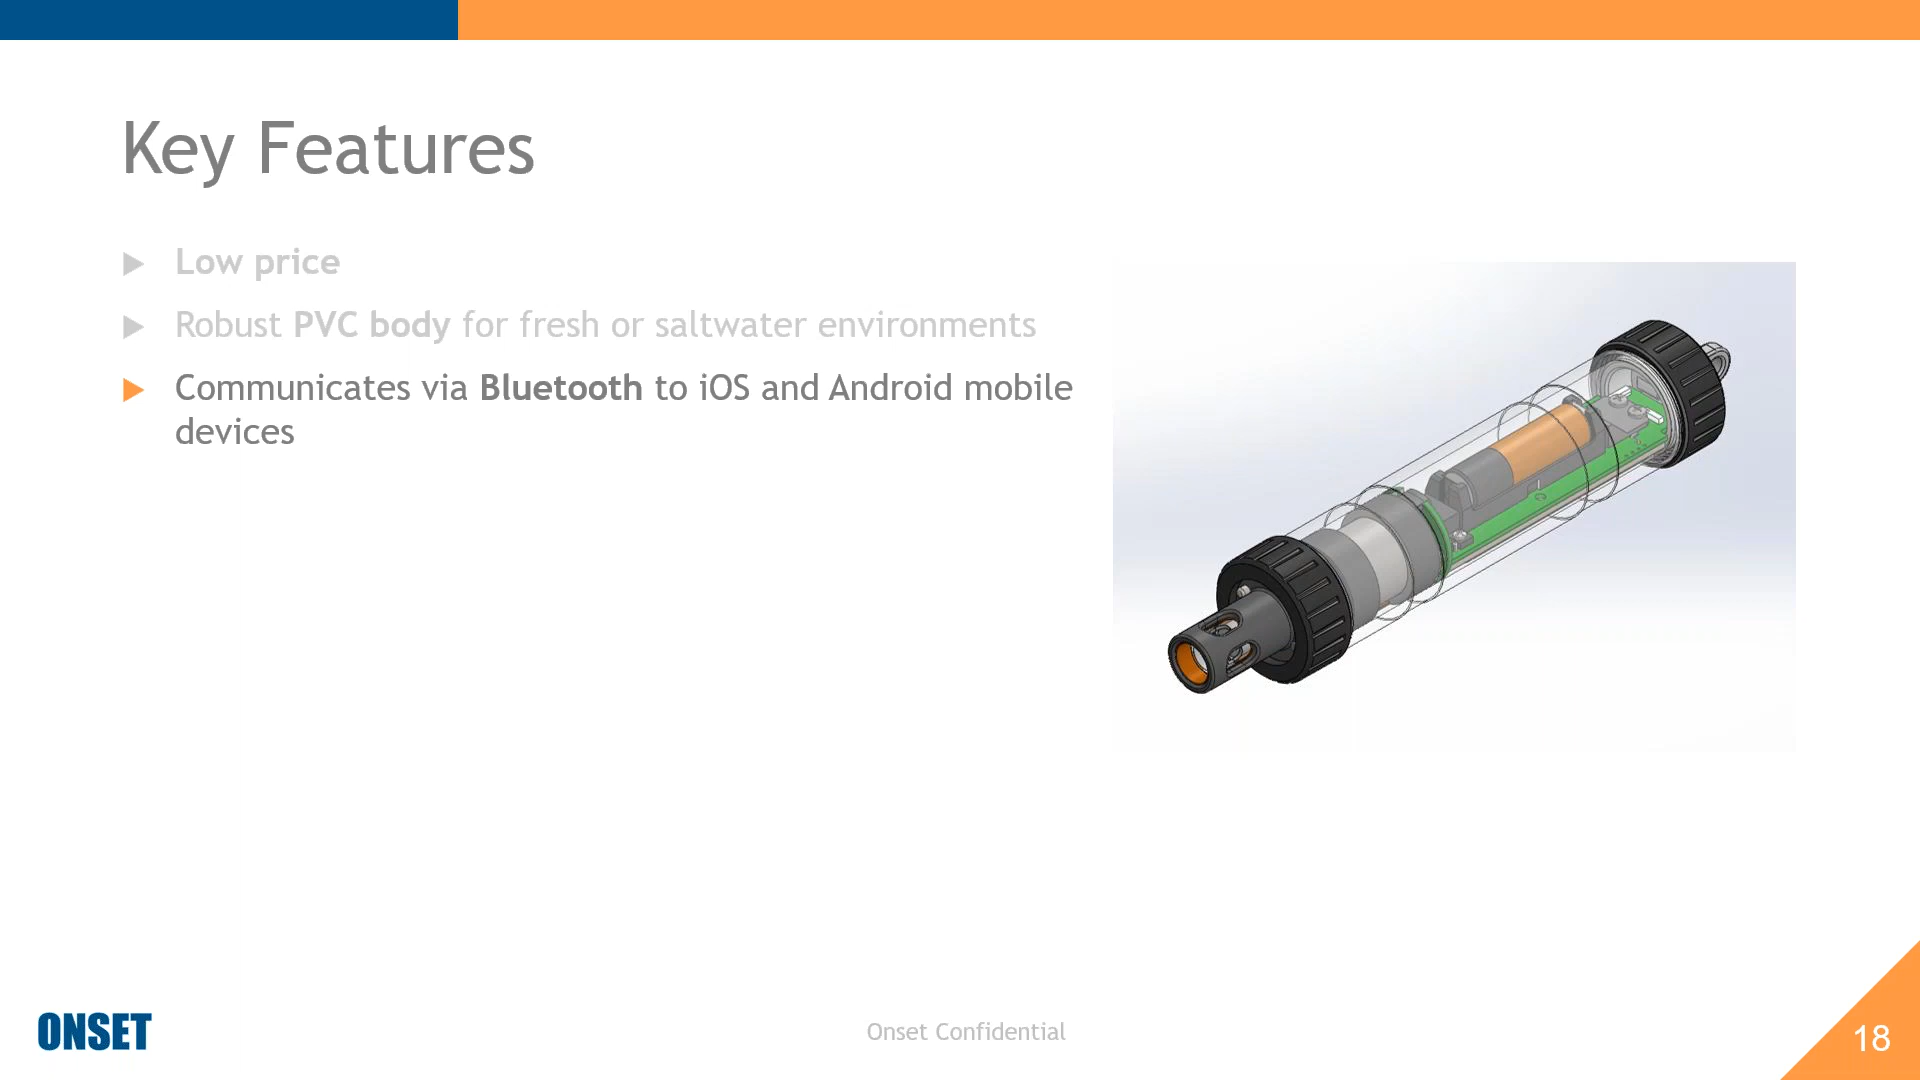 Key Features
Low price
Robust PVC body for fresh or saltwater environments
Communicates via Bluetooth to iOS and Android mobile
devices
ONSET
Onset Confidential
18